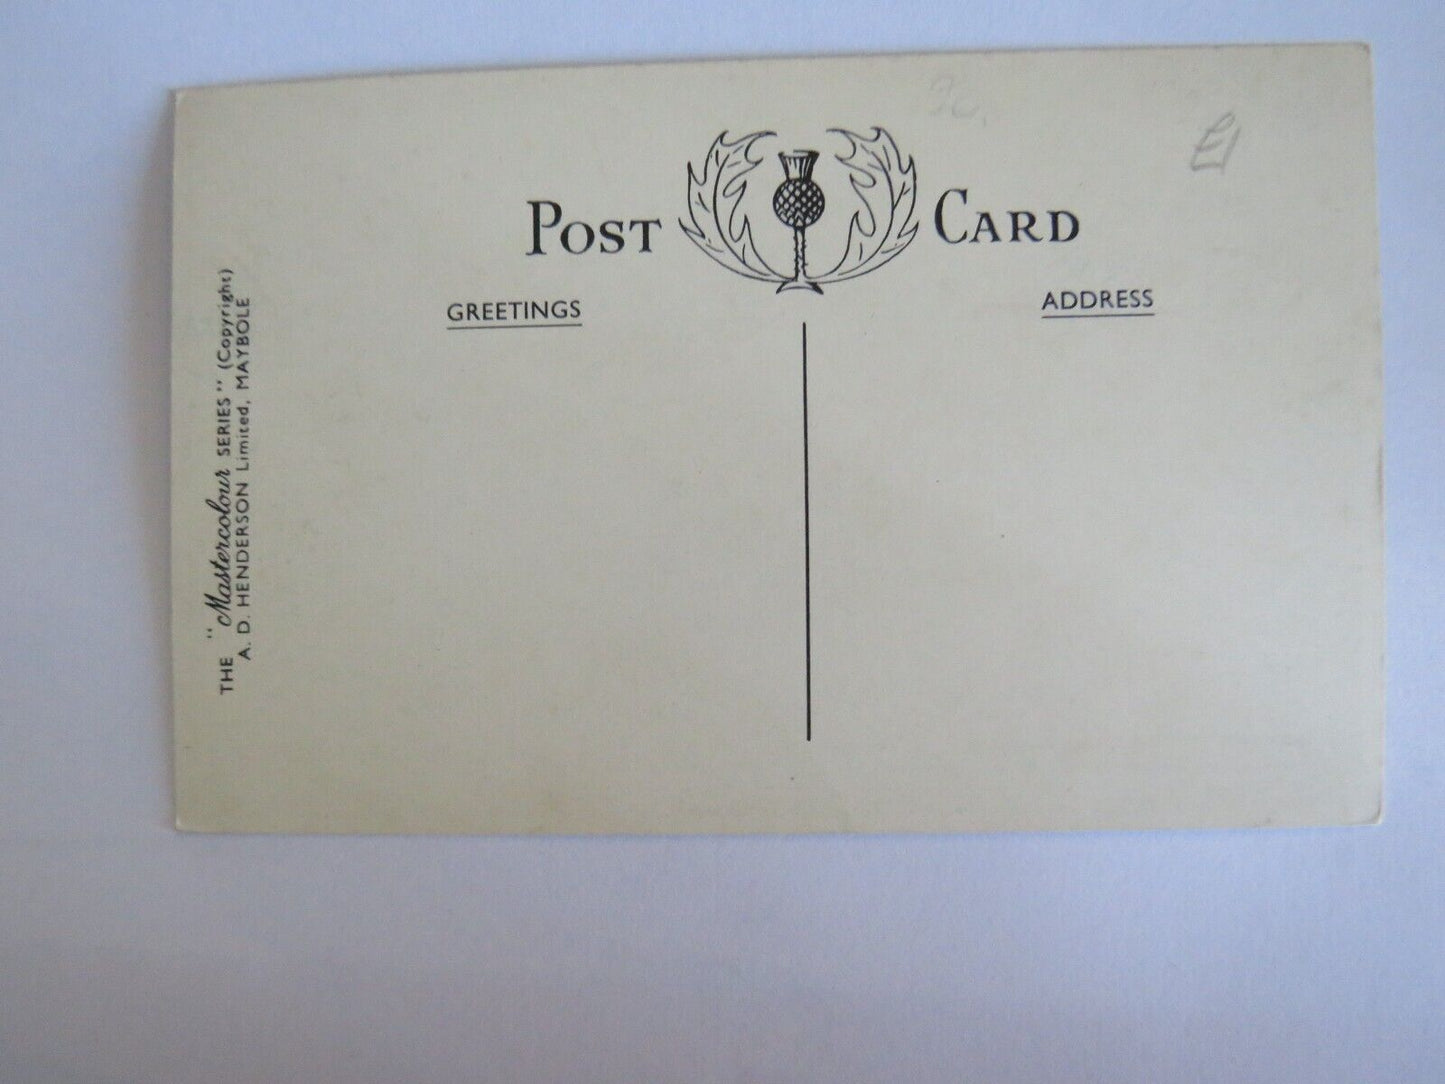 POST CARD
GREETINGS
ADDRESS
THE "Mastercolour SERIES" (Copyright)
A. D. HENDERSON Limited, MAYBOLE